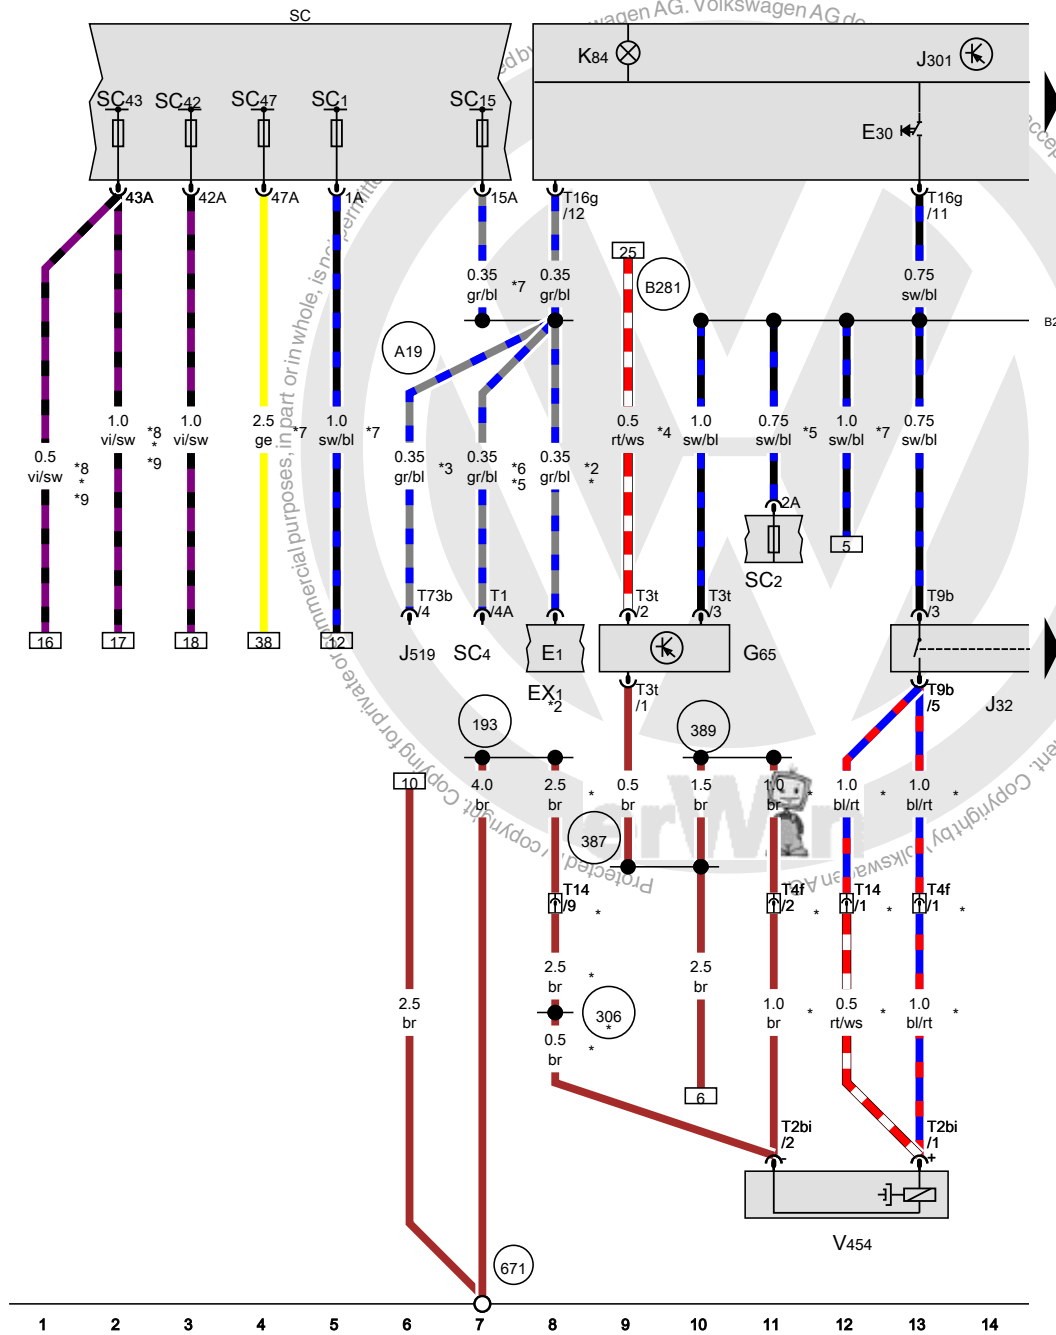 SC
K84
J301
SC43
SC42
SC47
SC1
SC15
E30
43A
42A
47A
1A
15A
T16g
/12
T16g
/11
25
B281
0.35
gr/bl
*7
0.35
gr/bl
0.75
sw/bl
A19
B2
1.0
vi/sw
*8
*
*9
1.0
vi/sw
2.5
ge
*7
1.0
sw/bl
*7
0.5
rt/ws
*4
1.0
sw/bl
0.75
sw/bl
*5
1.0
sw/bl
*7
0.75
sw/bl
0.5
vi/sw
*8
*
*9
0.35
gr/bl
*3
0.35
gr/bl
*6
*5
0.35
gr/bl
*2
*
2A
5
SC2
T73b
/4
T1
/4A
T3t
/2
T3t
/3
T9b
/3
16
17
18
38
12
J519
SC4
E1
G65
EX1
*2
T3t
/1
T9b
/5
J32
193
389
10
4.0
br
2.5
br
*
0.5
br
1.5
br
1.0
br
*
1.0
bl/rt
*
1.0
bl/rt
*
387
T14
/9
*
T4f
/2
*
T14
/1
*
T4f
/1
*
2.5
br
*
2.5
br
2.5
br
306
*
1.0
br
*
0.5
rt/ws
*
1.0
bl/rt
*
0.5
br
*
6
T2bi
/2
-
T2bi
/1
+
V454
671
1 2 3 4 5 6 7 8 9 10 11 12 13 14
erWin